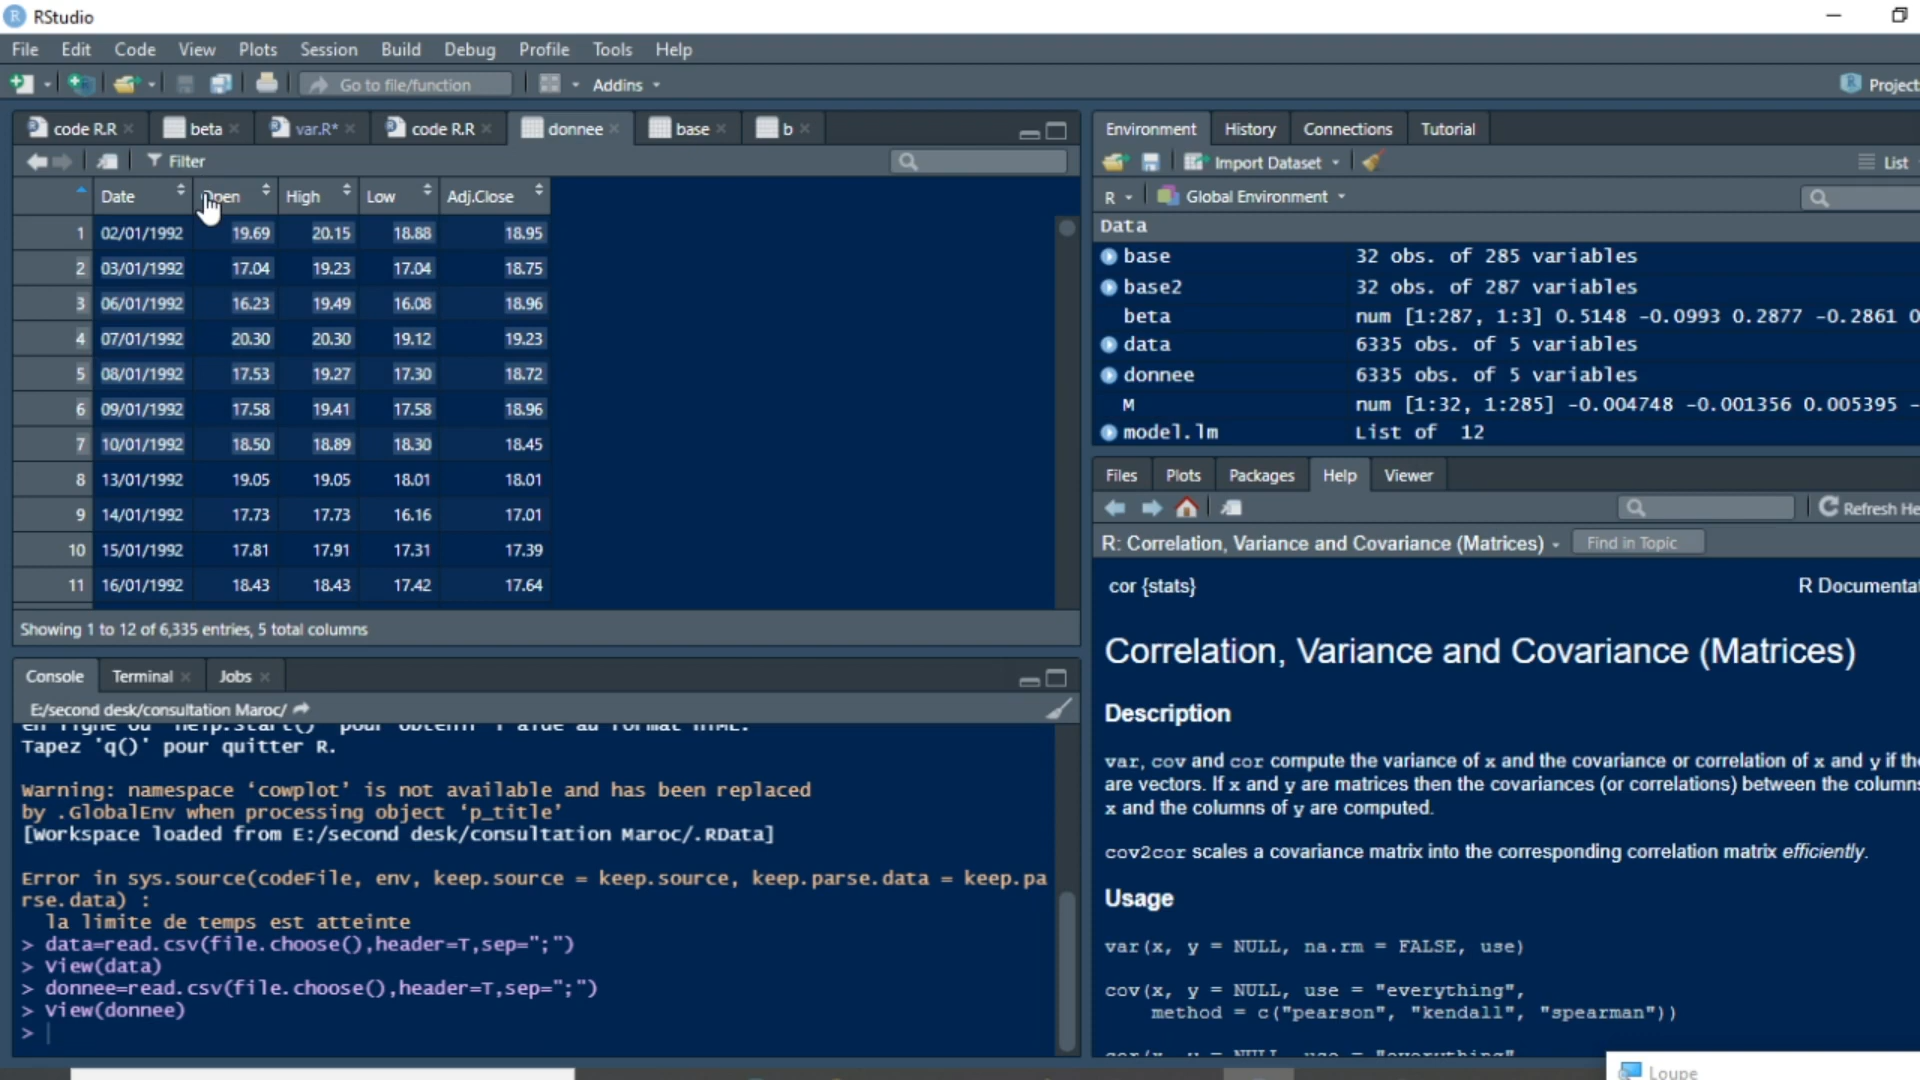 RStudio
File Edit Code View Plots Session Build Debug Profile Tools Help
Go to file/function Addins Project
code R.R beta var.R* code R.R donnee base b
Filter
Date Open High Low Adj.Close
1 02/01/1992 19.69 20.15 18.88 18.95
2 03/01/1992 17.04 19.23 17.04 18.75
3 06/01/1992 16.23 19.49 16.08 18.96
4 07/01/1992 20.30 20.30 19.12 19.23
5 08/01/1992 17.53 19.27 17.30 18.72
6 09/01/1992 17.58 19.41 17.58 18.96
7 10/01/1992 18.50 18.89 18.30 18.45
8 13/01/1992 19.05 19.05 18.01 18.01
9 14/01/1992 17.73 17.73 16.16 17.01
10 15/01/1992 17.81 17.91 17.31 17.39
11 16/01/1992 18.43 18.43 17.42 17.64
Showing 1 to 12 of 6,335 entries, 5 total columns
Console Terminal Jobs
E:/second desk/consultation Maroc/
Tapez 'q()' pour quitter R.
Warning: namespace ‘cowplot’ is not available and has been replaced
by .GlobalEnv when processing object ‘p_title’
[Workspace loaded from E:/second desk/consultation Maroc/.RData]
Error in sys.source(codeFile, env, keep.source = keep.source, keep.parse.data = keep.pa
rse.data) :
la limite de temps est atteinte
> data=read.csv(file.choose(),header=T,sep=";")
> View(data)
> donnee=read.csv(file.choose(),header=T,sep=";")
> View(donnee)
>
Environment History Connections Tutorial
Import Dataset List
R Global Environment
Data
base 32 obs. of 285 variables
base2 32 obs. of 287 variables
beta num [1:287, 1:3] 0.5148 -0.0993 0.2877 -0.2861 0
data 6335 obs. of 5 variables
donnee 6335 obs. of 5 variables
M num [1:32, 1:285] -0.004748 -0.001356 0.005395 -
model.lm List of 12
Files Plots Packages Help Viewer
Refresh He
R: Correlation, Variance and Covariance (Matrices) Find in Topic
cor {stats} R Documenta
Correlation, Variance and Covariance (Matrices)
Description
var, cov and cor compute the variance of x and the covariance or correlation of x and y if the
are vectors. If x and y are matrices then the covariances (or correlations) between the column
x and the columns of y are computed.
cov2cor scales a covariance matrix into the corresponding correlation matrix efficiently.
Usage
var(x, y = NULL, na.rm = FALSE, use)
cov(x, y = NULL, use = "everything",
method = c("pearson", "kendall", "spearman"))
Loupe